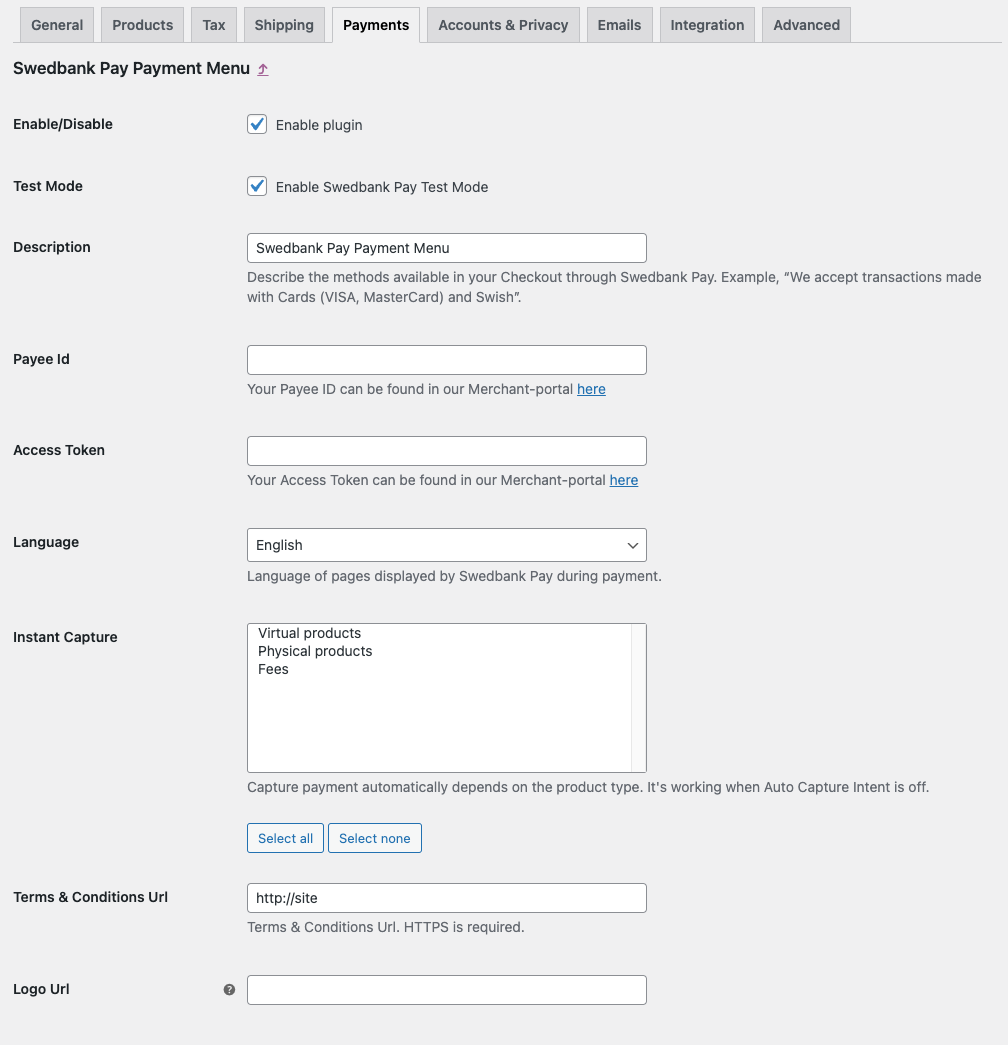 General Products Tax Shipping Payments Accounts & Privacy Emails Integration Advanced
Swedbank Pay Payment Menu
Enable/Disable Enable plugin
Test Mode Enable Swedbank Pay Test Mode
Description Swedbank Pay Payment Menu
Describe the methods available in your Checkout through Swedbank Pay. Example, “We accept transactions made
with Cards (VISA, MasterCard) and Swish”.
Payee Id
Your Payee ID can be found in our Merchant-portal here
Access Token
Your Access Token can be found in our Merchant-portal here
Language English
Language of pages displayed by Swedbank Pay during payment.
Instant Capture Virtual products
Physical products
Fees
Capture payment automatically depends on the product type. It's working when Auto Capture Intent is off.
Select all Select none
Terms & Conditions Url http://site
Terms & Conditions Url. HTTPS is required.
Logo Url ?